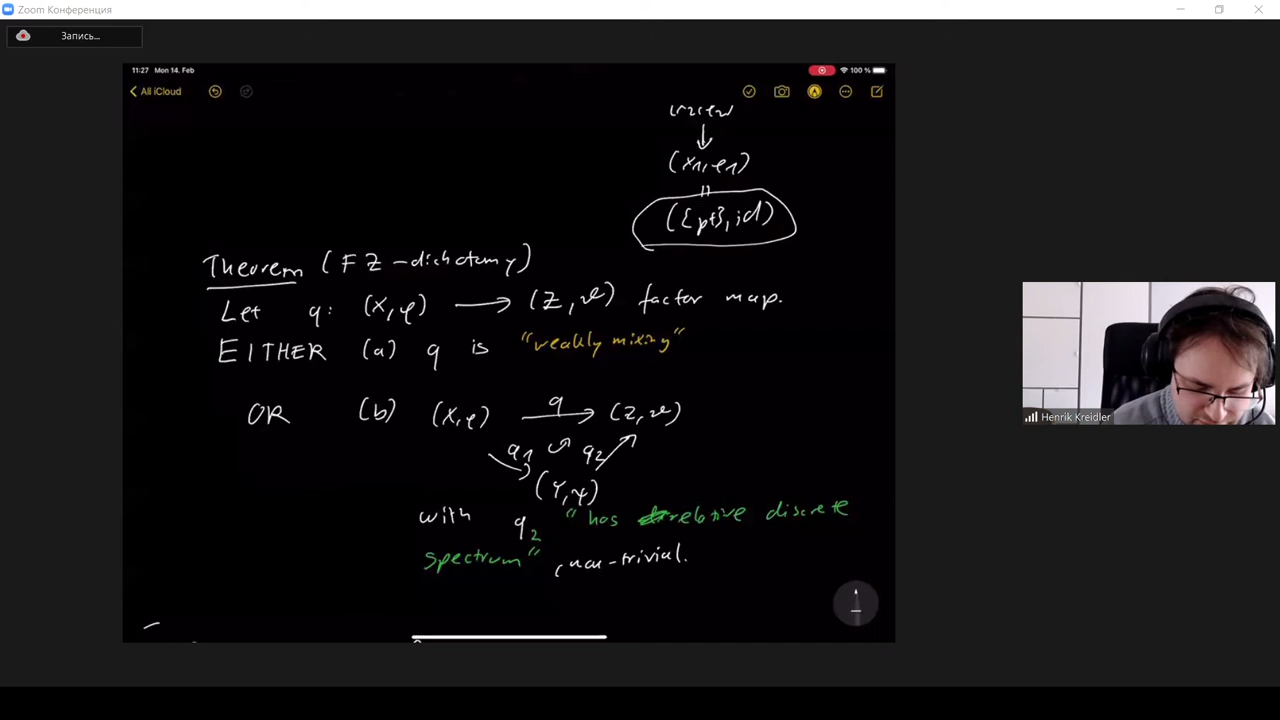 Zoom Конференция
Запись...
11:27 Mon 14. Feb
100 %
All iCloud
(X1, φ1)
({pt}, id)
Theorem (FZ-dichotomy)
Let q: (X, φ) → (Z, ϑ) factor map.
EITHER (a) q is "weakly mixing"
OR (b) (X, φ) q → (Z, ϑ)
q1 q2
(Y, ψ)
with q2 "has relative discrete
spectrum" , non-trivial.
Henrik Kreidler